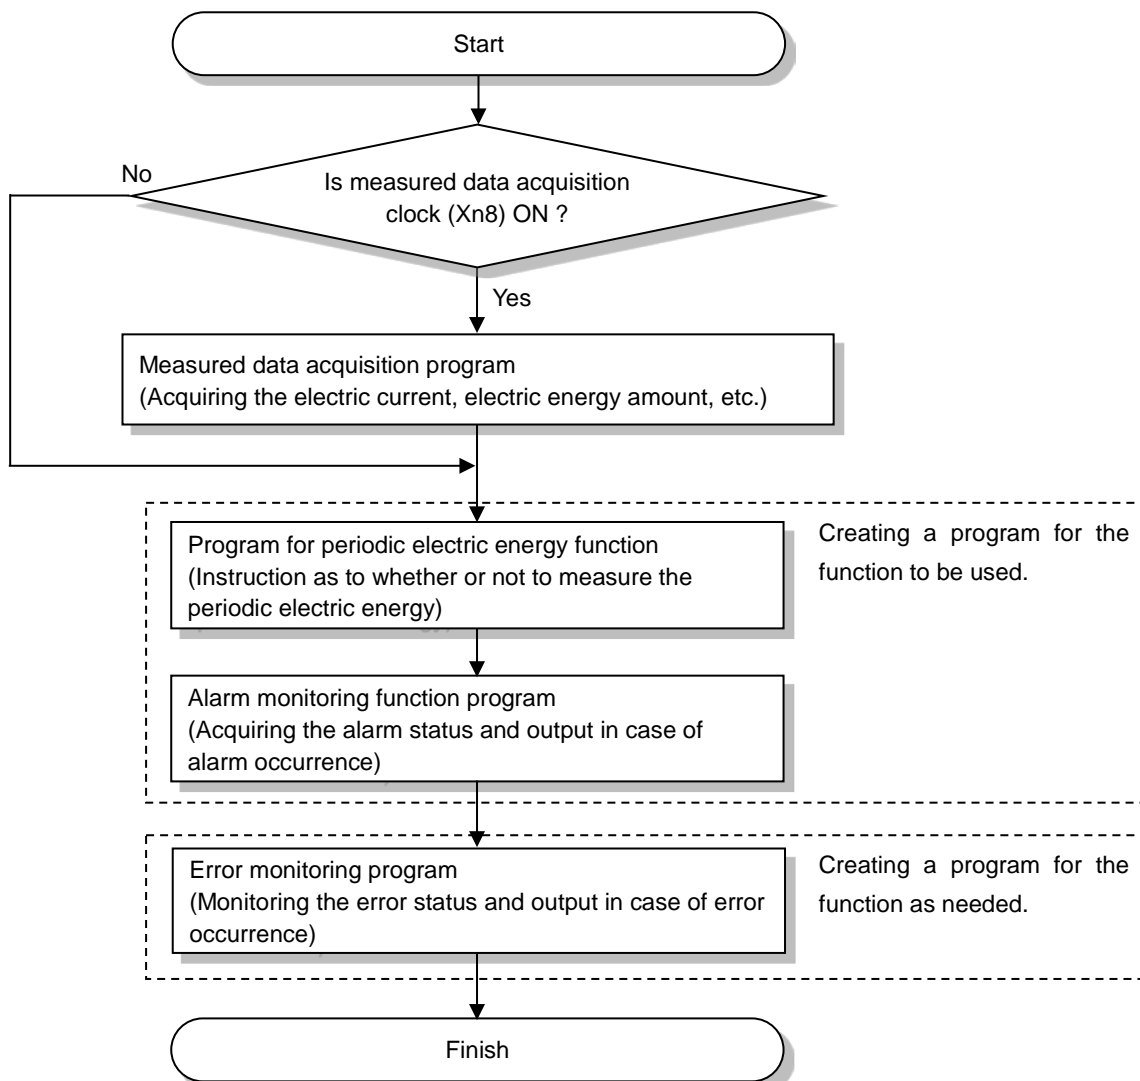 Start
No
Is measured data acquisition
clock (Xn8) ON ?
Yes
Measured data acquisition program
(Acquiring the electric current, electric energy amount, etc.)
Program for periodic electric energy function
(Instruction as to whether or not to measure the
periodic electric energy)
Creating a program for the
function to be used.
Alarm monitoring function program
(Acquiring the alarm status and output in case of
alarm occurrence)
Error monitoring program
(Monitoring the error status and output in case of error
occurrence)
Creating a program for the
function as needed.
Finish